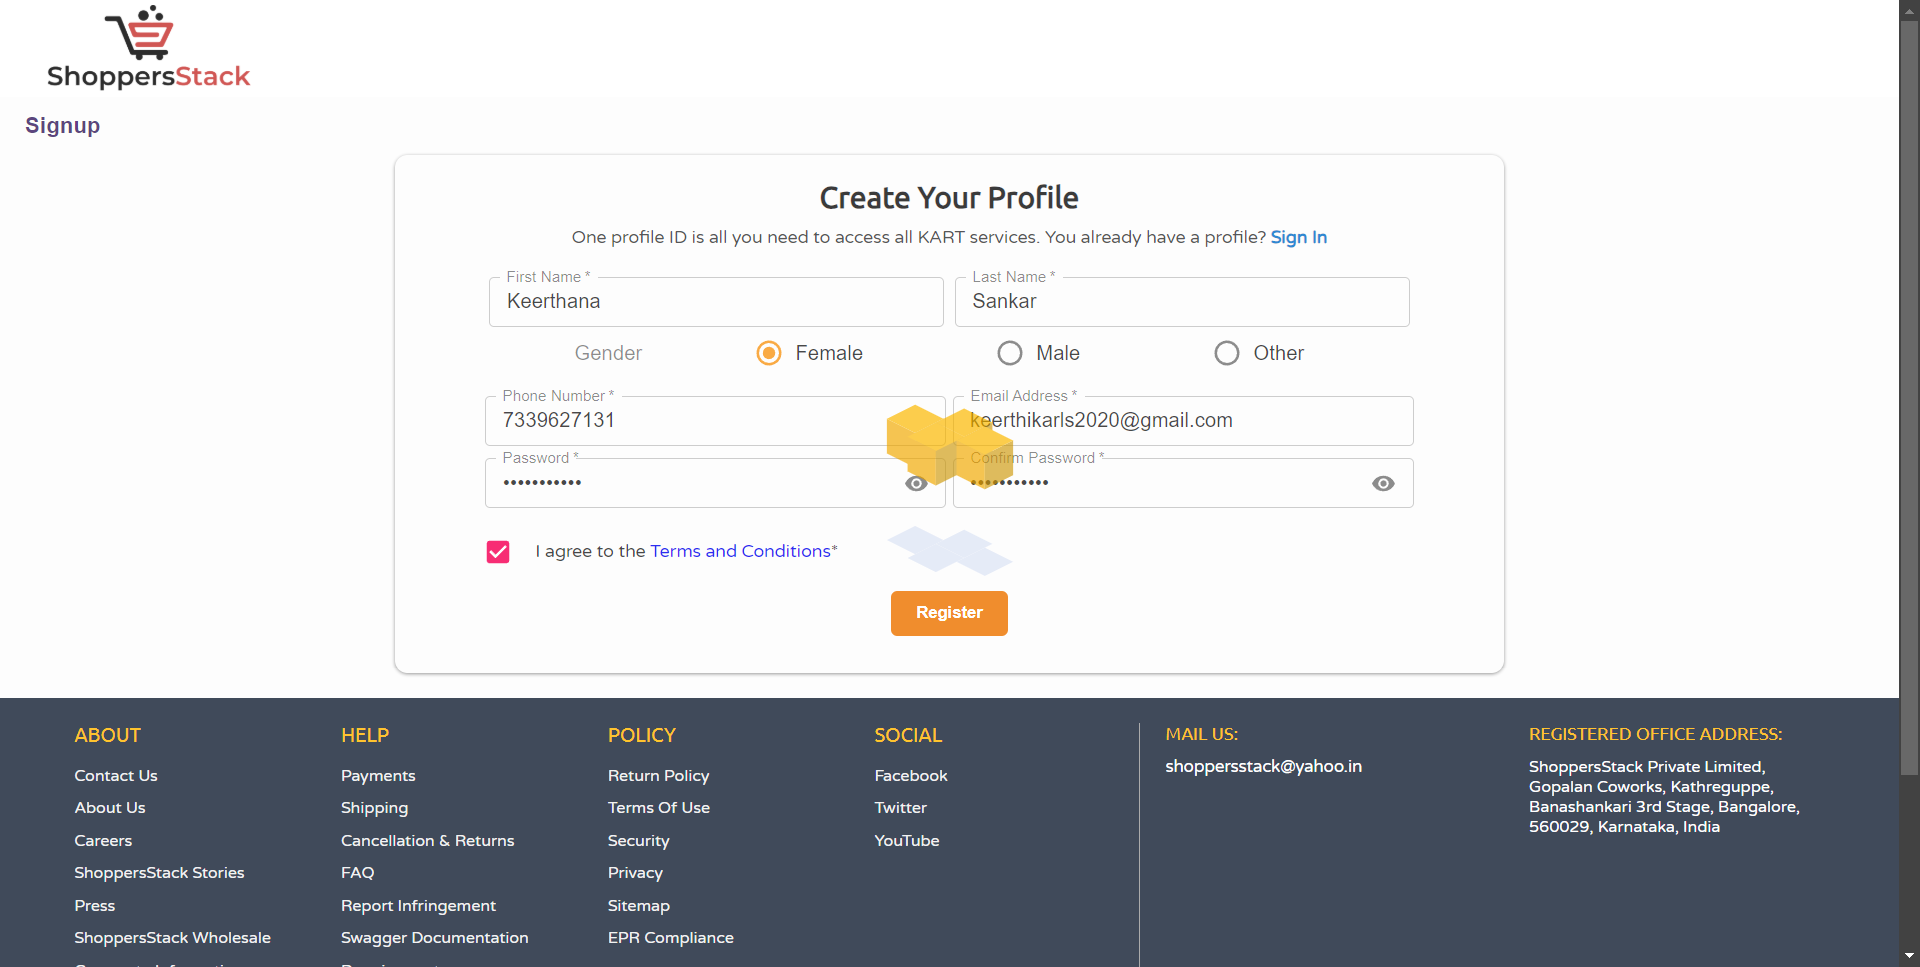 ShoppersStack
Signup
Create Your Profile
One profile ID is all you need to access all KART services. You already have a profile? Sign In
First Name *
Keerthana
Last Name *
Sankar
Gender
Female
Male
Other
Phone Number *
7339627131
Email Address *
keerthikarls2020@gmail.com
Password *
•••••••••••
Confirm Password *
•••••••••••
I agree to the Terms and Conditions*
Register
ABOUT
Contact Us
About Us
Careers
ShoppersStack Stories
Press
ShoppersStack Wholesale
HELP
Payments
Shipping
Cancellation & Returns
FAQ
Report Infringement
Swagger Documentation
POLICY
Return Policy
Terms Of Use
Security
Privacy
Sitemap
EPR Compliance
SOCIAL
Facebook
Twitter
YouTube
MAIL US:
shoppersstack@yahoo.in
REGISTERED OFFICE ADDRESS:
ShoppersStack Private Limited,
Gopalan Coworks, Kathreguppe,
Banashankari 3rd Stage, Bangalore,
560029, Karnataka, India